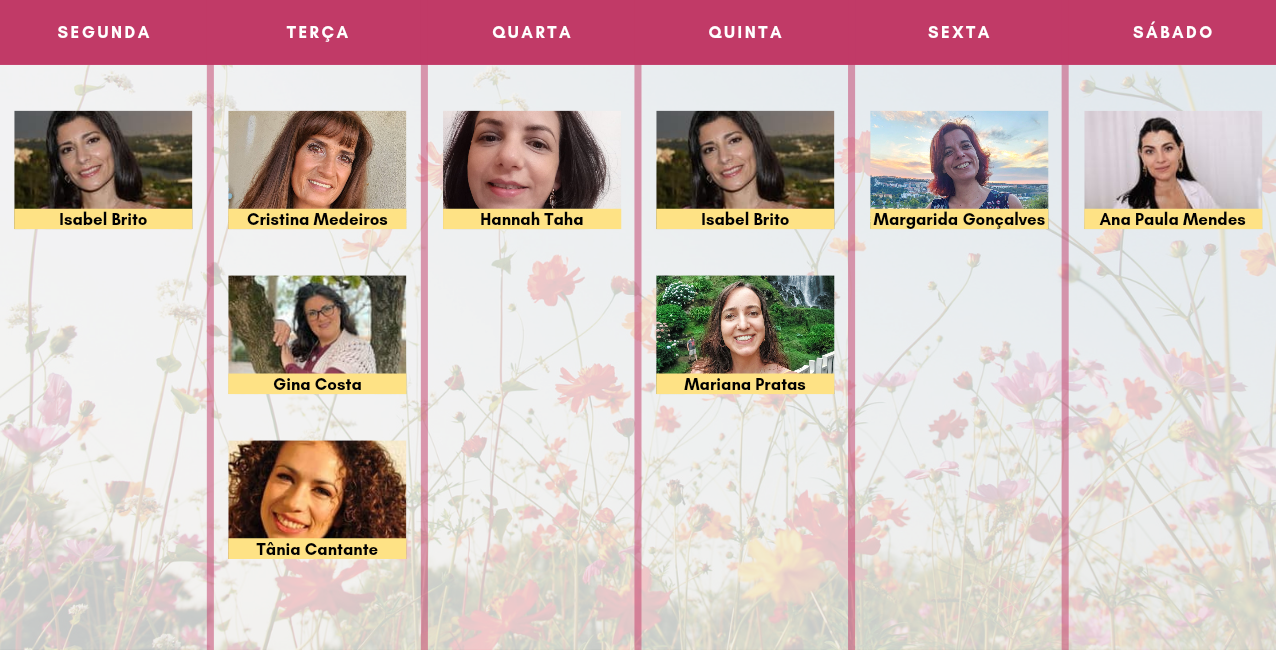 SEGUNDA
TERÇA
QUARTA
QUINTA
SEXTA
SÁBADO
Isabel Brito
Cristina Medeiros
Hannah Taha
Isabel Brito
Margarida Gonçalves
Ana Paula Mendes
Gina Costa
Mariana Pratas
Tânia Cantante